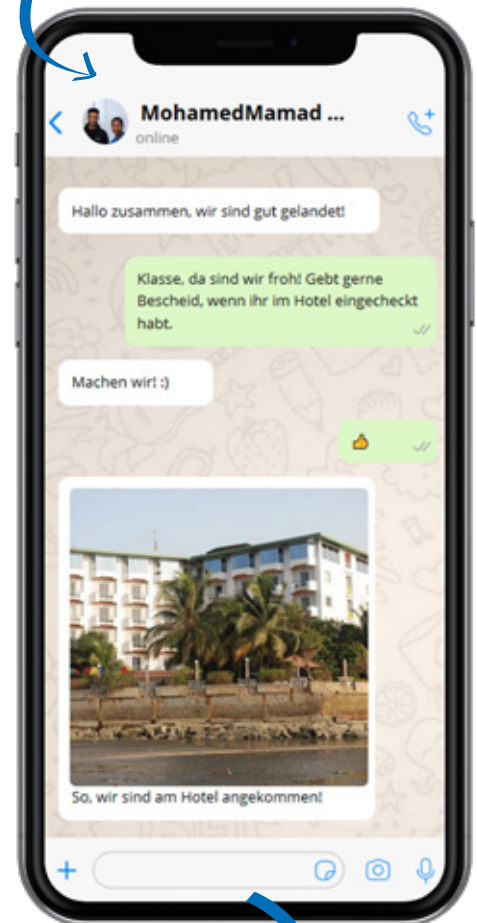 MohamedMamad ...
online
Hallo zusammen, wir sind gut gelandet!
Klasse, da sind wir froh! Gebt gerne
Bescheid, wenn ihr im Hotel eingecheckt
habt.
Machen wir! :)
👍
So, wir sind am Hotel angekommen!